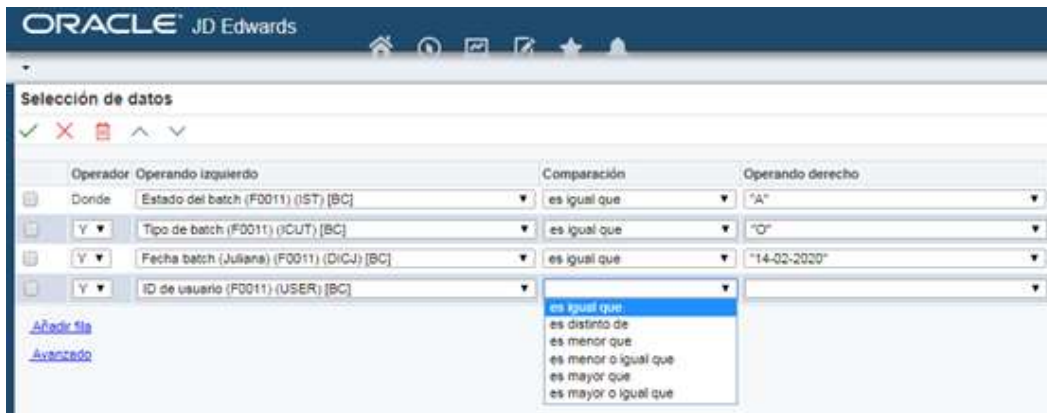 ORACLE JD Edwards
Selección de datos
Operador Operando izquierdo Comparación Operando derecho
Donde Estado del batch (F0011) (IST) [BC] es igual que "A"
Y Tipo de batch (F0011) (ICUT) [BC] es igual que "O"
Y Fecha batch (Juliana) (F0011) (DICJ) [BC] es igual que "14-02-2020"
Y ID de usuario (F0011) (USER) [BC]
es igual que
es distinto de
es menor que
es menor o igual que
es mayor que
es mayor o igual que
Añadir fila
Avanzado